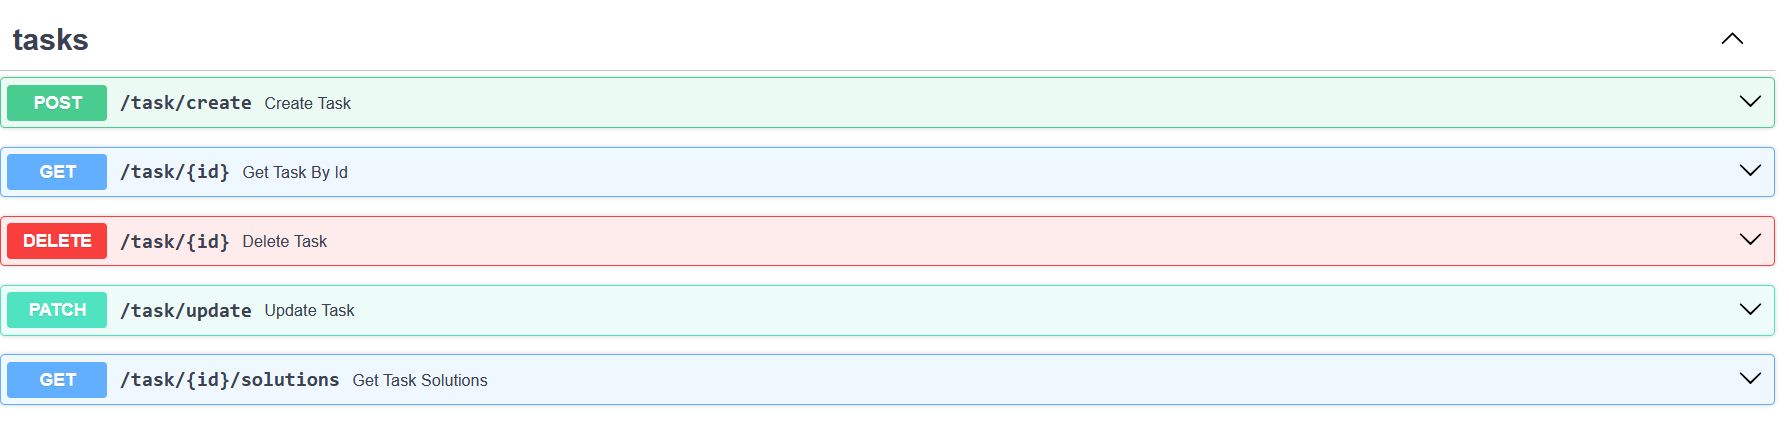 tasks
POST /task/create Create Task
GET /task/{id} Get Task By Id
DELETE /task/{id} Delete Task
PATCH /task/update Update Task
GET /task/{id}/solutions Get Task Solutions